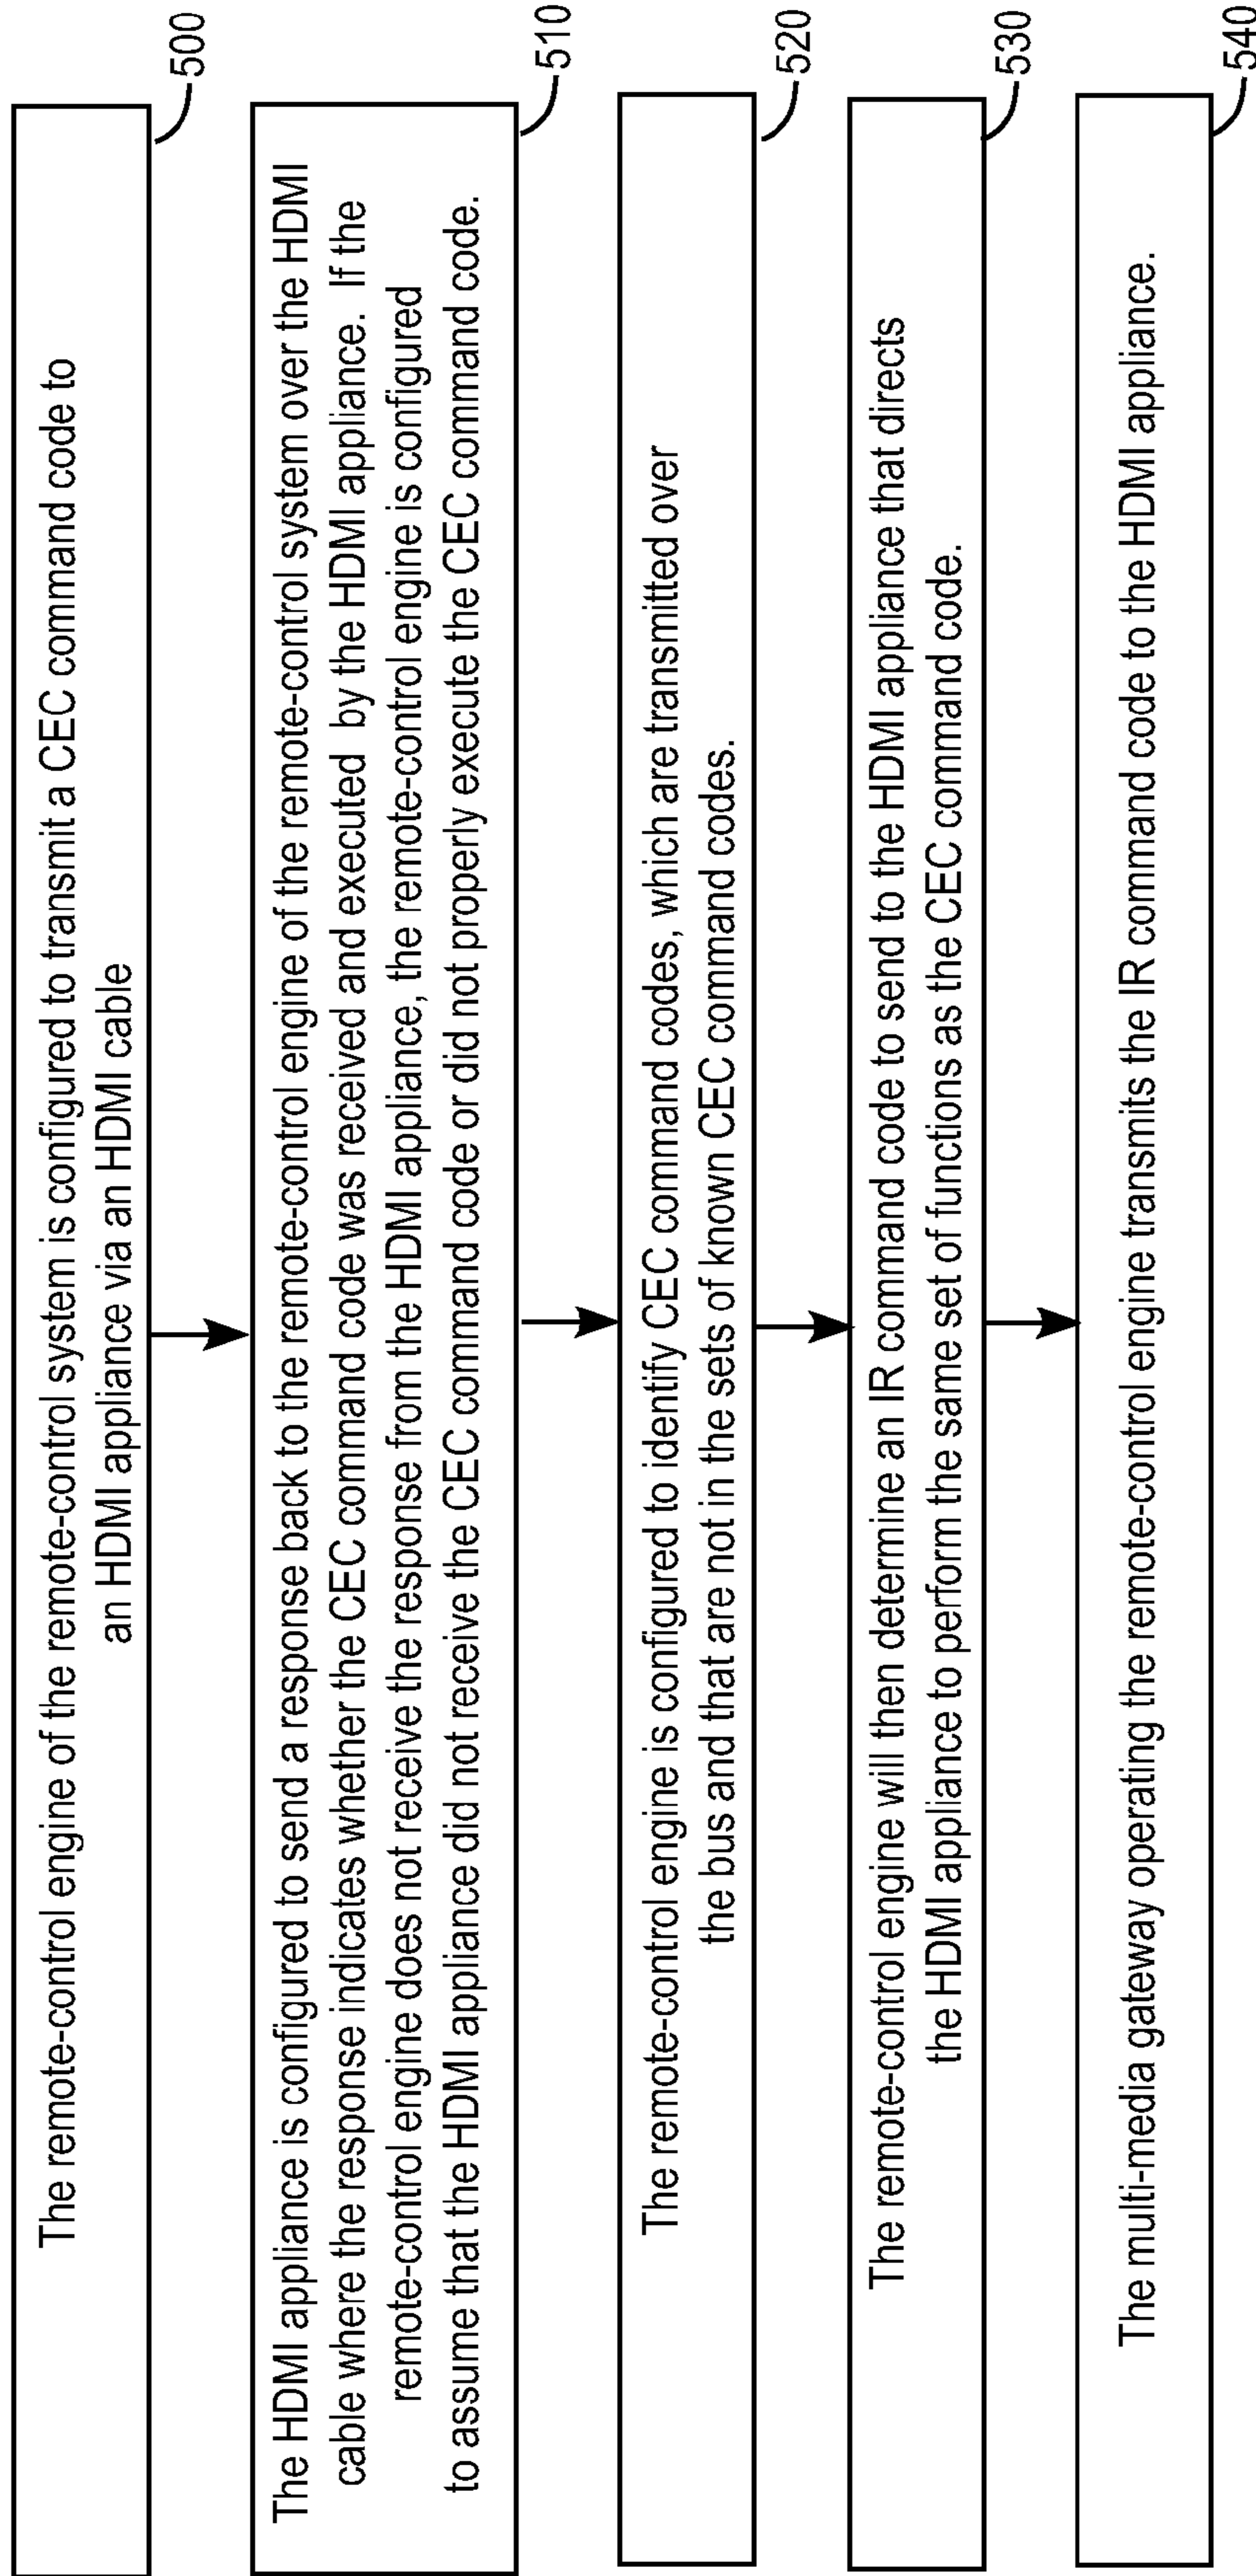 The remote-control engine of the remote-control system is configured to transmit a CEC command code to
an HDMI appliance via an HDMI cable
500
The HDMI appliance is configured to send a response back to the remote-control engine of the remote-control system over the HDMI
cable where the response indicates whether the CEC command code was received and executed by the HDMI appliance. If the
remote-control engine does not receive the response from the HDMI appliance, the remote-control engine is configured
to assume that the HDMI appliance did not receive the CEC command code or did not properly execute the CEC command code.
510
The remote-control engine is configured to identify CEC command codes, which are transmitted over
the bus and that are not in the sets of known CEC command codes.
520
The remote-control engine will then determine an IR command code to send to the HDMI appliance that directs
the HDMI appliance to perform the same set of functions as the CEC command code.
530
The multi-media gateway operating the remote-control engine transmits the IR command code to the HDMI appliance.
540